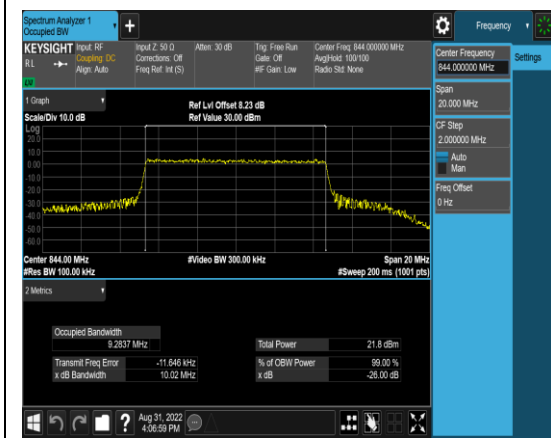 Spectrum Analyzer 1
Occupied BW
Frequency
KEYSIGHT
RL
Input: RF
Coupling: DC
Align: Auto
Input Z: 50 Ω
Corrections: Off
Freq Ref: Int (S)
Atten: 30 dB
Trig: Free Run
Gate: Off
#IF Gain: Low
Center Freq: 844.000000 MHz
Avg|Hold: 100/100
Radio Std: None
Center Frequency
844.000000 MHz
Settings
Span
20.000 MHz
CF Step
2.000000 MHz
Auto
Man
Freq Offset
0 Hz
1 Graph
Scale/Div 10.0 dB
Ref Lvl Offset 8.23 dB
Ref Value 30.00 dBm
Log
20.0
10.0
0.00
-10.0
-20.0
-30.0
-40.0
-50.0
-60.0
Center 844.00 MHz
#Res BW 100.00 kHz
#Video BW 300.00 kHz
Span 20 MHz
#Sweep 200 ms (1001 pts)
2 Metrics
Occupied Bandwidth
9.2837 MHz
Total Power 21.8 dBm
Transmit Freq Error -11.646 kHz
% of OBW Power 99.00 %
x dB Bandwidth 10.02 MHz
x dB -26.00 dB
Aug 31, 2022
4:06:59 PM